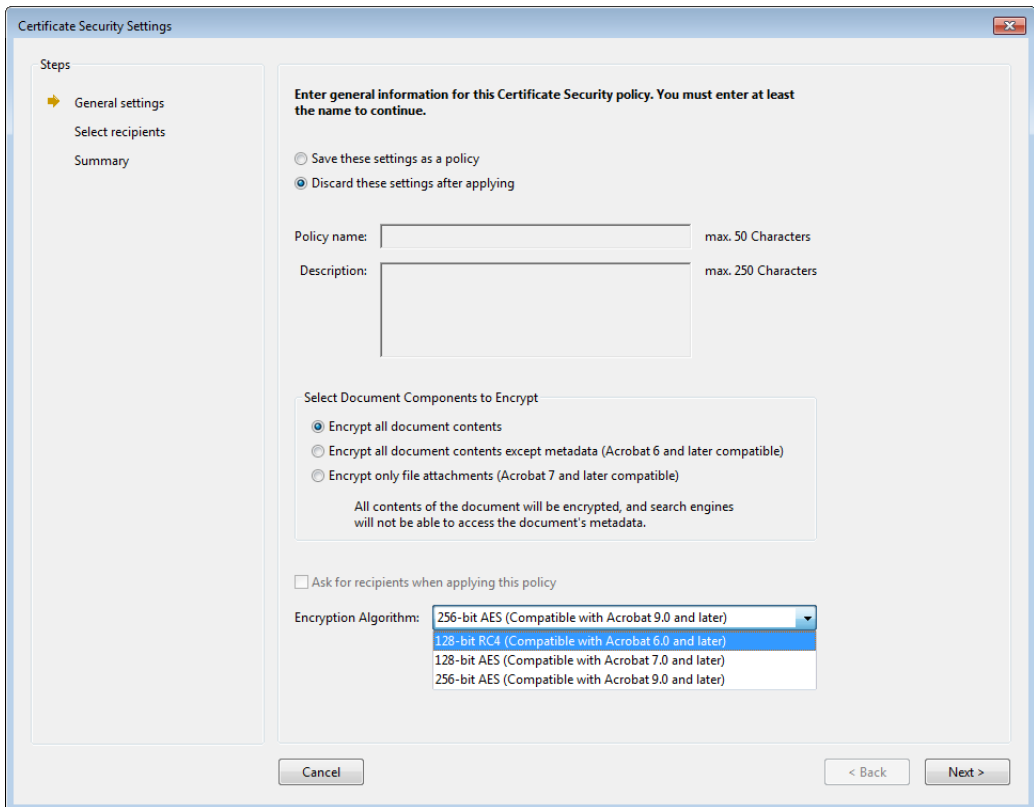 Certificate Security Settings
Steps
General settings
Select recipients
Summary
Enter general information for this Certificate Security policy. You must enter at least
the name to continue.
Save these settings as a policy
Discard these settings after applying
Policy name:
max. 50 Characters
Description:
max. 250 Characters
Select Document Components to Encrypt
Encrypt all document contents
Encrypt all document contents except metadata (Acrobat 6 and later compatible)
Encrypt only file attachments (Acrobat 7 and later compatible)
All contents of the document will be encrypted, and search engines
will not be able to access the document's metadata.
Ask for recipients when applying this policy
Encryption Algorithm:
256-bit AES (Compatible with Acrobat 9.0 and later)
128-bit RC4 (Compatible with Acrobat 6.0 and later)
128-bit AES (Compatible with Acrobat 7.0 and later)
256-bit AES (Compatible with Acrobat 9.0 and later)
Cancel
< Back
Next >